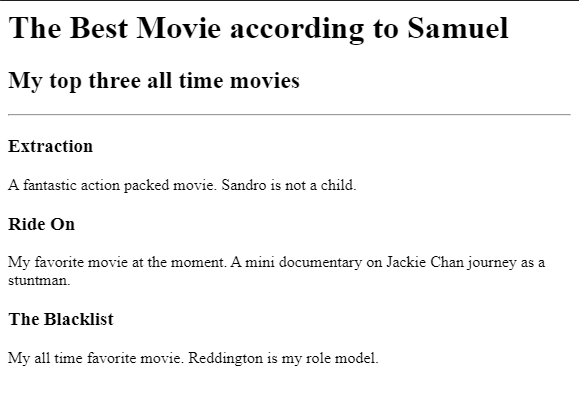 The Best Movie according to Samuel
My top three all time movies
Extraction
A fantastic action packed movie. Sandro is not a child.
Ride On
My favorite movie at the moment. A mini documentary on Jackie Chan journey as a
stuntman.
The Blacklist
My all time favorite movie. Reddington is my role model.